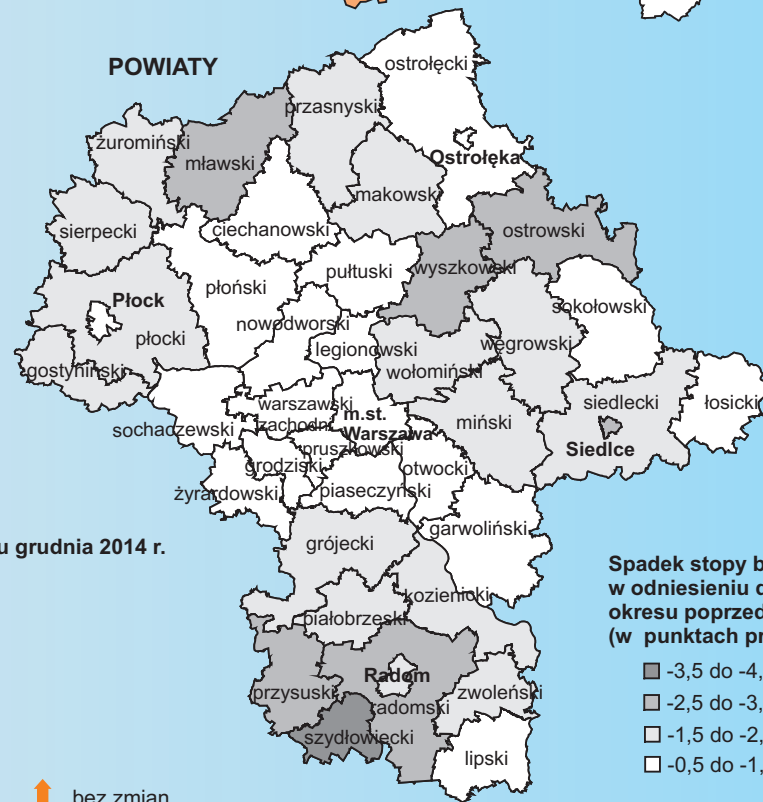 POWIATY
ostrołęcki
przasnyski
żuromiński
mławski
Ostrołęka
makowsk
sierpecki
ciechanowski
ostrowski
wyszkowski
pułtuski
płoński
Płock
sokołowski
nowodworski
płocki
legionowski
węgrowski
gostyniński
wołomiński
siedlecki
łosicki
warszawski
zachodni
m.st.
Warszawa
miński
sochaczewski
pruszkowski
Siedlce
grodziski
otwocki
żyrardowski
piaseczyński
garwoliński
u grudnia 2014 r.
grójecki
kozienicki
białobrzeski
Radom
przysuski
radomski
zwoleński
szydłowiecki
lipski
Spadek stopy b
w odniesieniu d
okresu poprzed
(w punktach pr
-3,5 do -4,
-2,5 do -3,
-1,5 do -2,
-0,5 do -1,
bez zmian